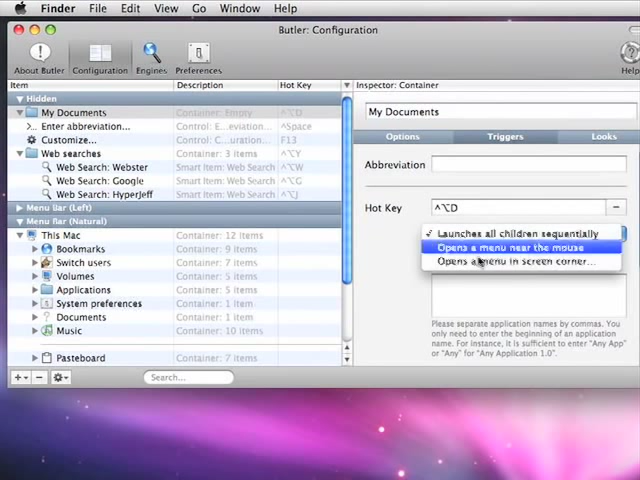 Finder File Edit View Go Window Help
Butler: Configuration
About Butler Configuration Engines Preferences Help
Item Description Hot Key Inspector: Container
Hidden
My Documents Container: Empty ^⌥D
Enter abbreviation... Control: E...eviation... ^Space
Customize... Control: C...uration... F13
Web searches Container: 3 items ^⌥Y
Web Search: Webster Smart Item: Web Search ^⌥W
Web Search: Google Smart Item: Web Search ^⌥G
Web Search: HyperJeff Smart Item: Web Search ^⌥J
Menu Bar (Left)
Menu Bar (Natural)
This Mac Container: 12 items
Bookmarks Container: 9 items
Switch users Container: 2 items
Volumes Container: 2 items
Applications Container: 2 items
System preferences Container: 1 item
Documents Container: 1 item
Music Container: 10 items
Pasteboard Container: 7 items
Search...
My Documents
Options Triggers Looks
Abbreviation
Hot Key ^⌥D
✓ Launches all children sequentially
Opens a menu near the mouse
Opens a menu in screen corner...
Please separate application names by commas. You
only need to enter the beginning of an application
name. For instance, it is sufficient to enter "Any App"
or "Any" for "Any Application 1.0".